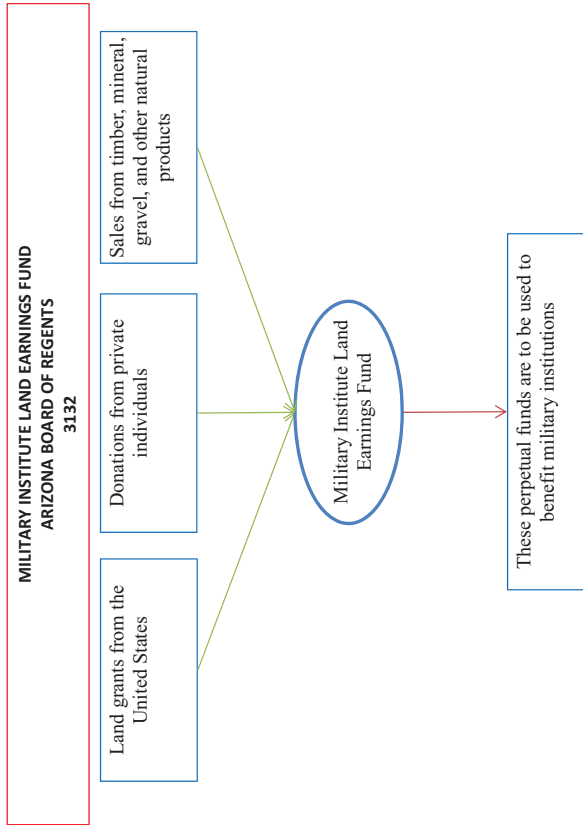 MILITARY INSTITUTE LAND EARNINGS FUND
ARIZONA BOARD OF REGENTS
3132
Land grants from the
United States
Donations from private
individuals
Sales from timber, mineral,
gravel, and other natural
products
Military Institute Land
Earnings Fund
These perpetual funds are to be used to
benefit military institutions